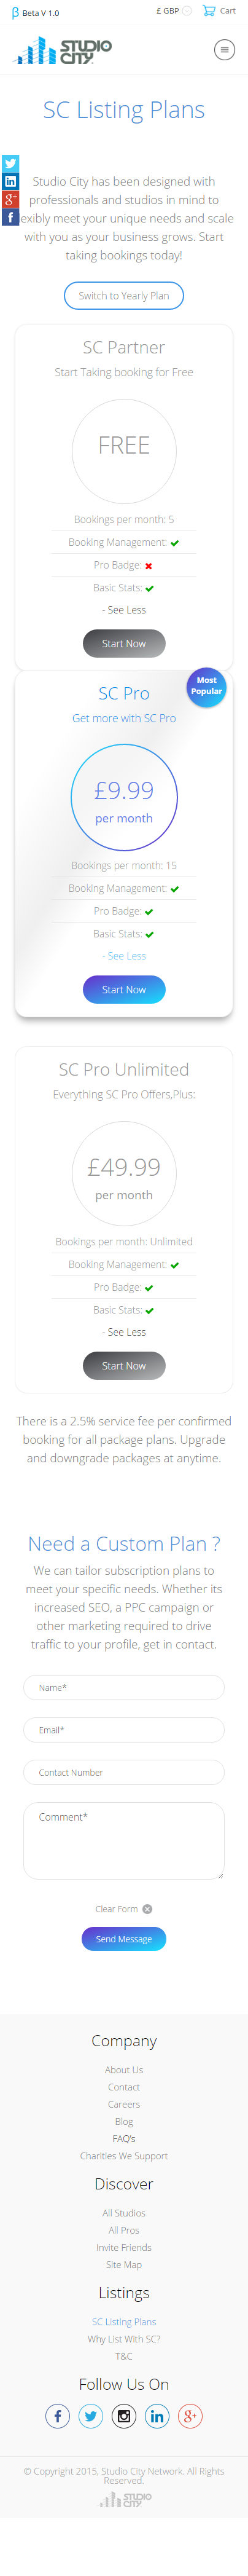 β Beta V 1.0
£ GBP
Cart
STUDIO
CITY
SC Listing Plans
Studio City has been designed with
professionals and studios in mind to
exibly meet your unique needs and scale
with you as your business grows. Start
taking bookings today!
Switch to Yearly Plan
SC Partner
Start Taking booking for Free
FREE
Bookings per month: 5
Booking Management:
Pro Badge:
Basic Stats:
- See Less
Start Now
Most
Popular
SC Pro
Get more with SC Pro
£9.99
per month
Bookings per month: 15
Booking Management:
Pro Badge:
Basic Stats:
- See Less
Start Now
SC Pro Unlimited
Everything SC Pro Offers,Plus:
£49.99
per month
Bookings per month: Unlimited
Booking Management:
Pro Badge:
Basic Stats:
- See Less
Start Now
There is a 2.5% service fee per confirmed
booking for all package plans. Upgrade
and downgrade packages at anytime.
Need a Custom Plan ?
We can tailor subscription plans to
meet your specific needs. Whether its
increased SEO, a PPC campaign or
other marketing required to drive
traffic to your profile, get in contact.
Name*
Email*
Contact Number
Comment*
Clear Form
Send Message
Company
About Us
Contact
Careers
Blog
FAQ's
Charities We Support
Discover
All Studios
All Pros
Invite Friends
Site Map
Listings
SC Listing Plans
Why List With SC?
T&C
Follow Us On
© Copyright 2015, Studio City Network. All Rights
Reserved.
STUDIO
CITY